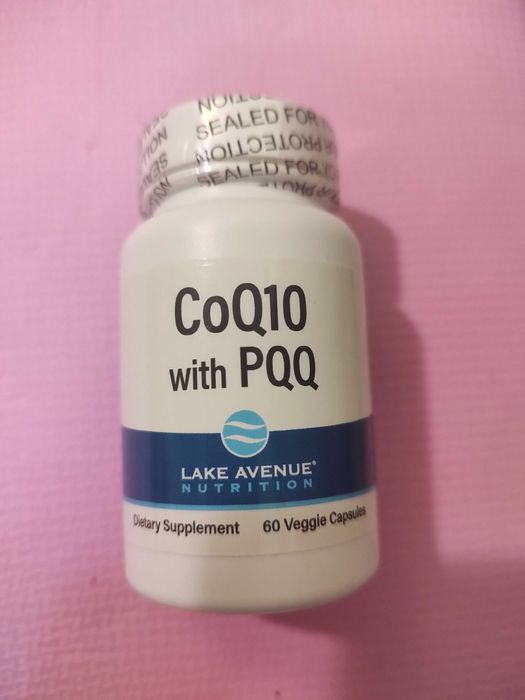 SEALED FOR
SEALED FOR
CoQ10
with PQQ
LAKE AVENUE®
NUTRITION
Dietary Supplement 60 Veggie Capsules